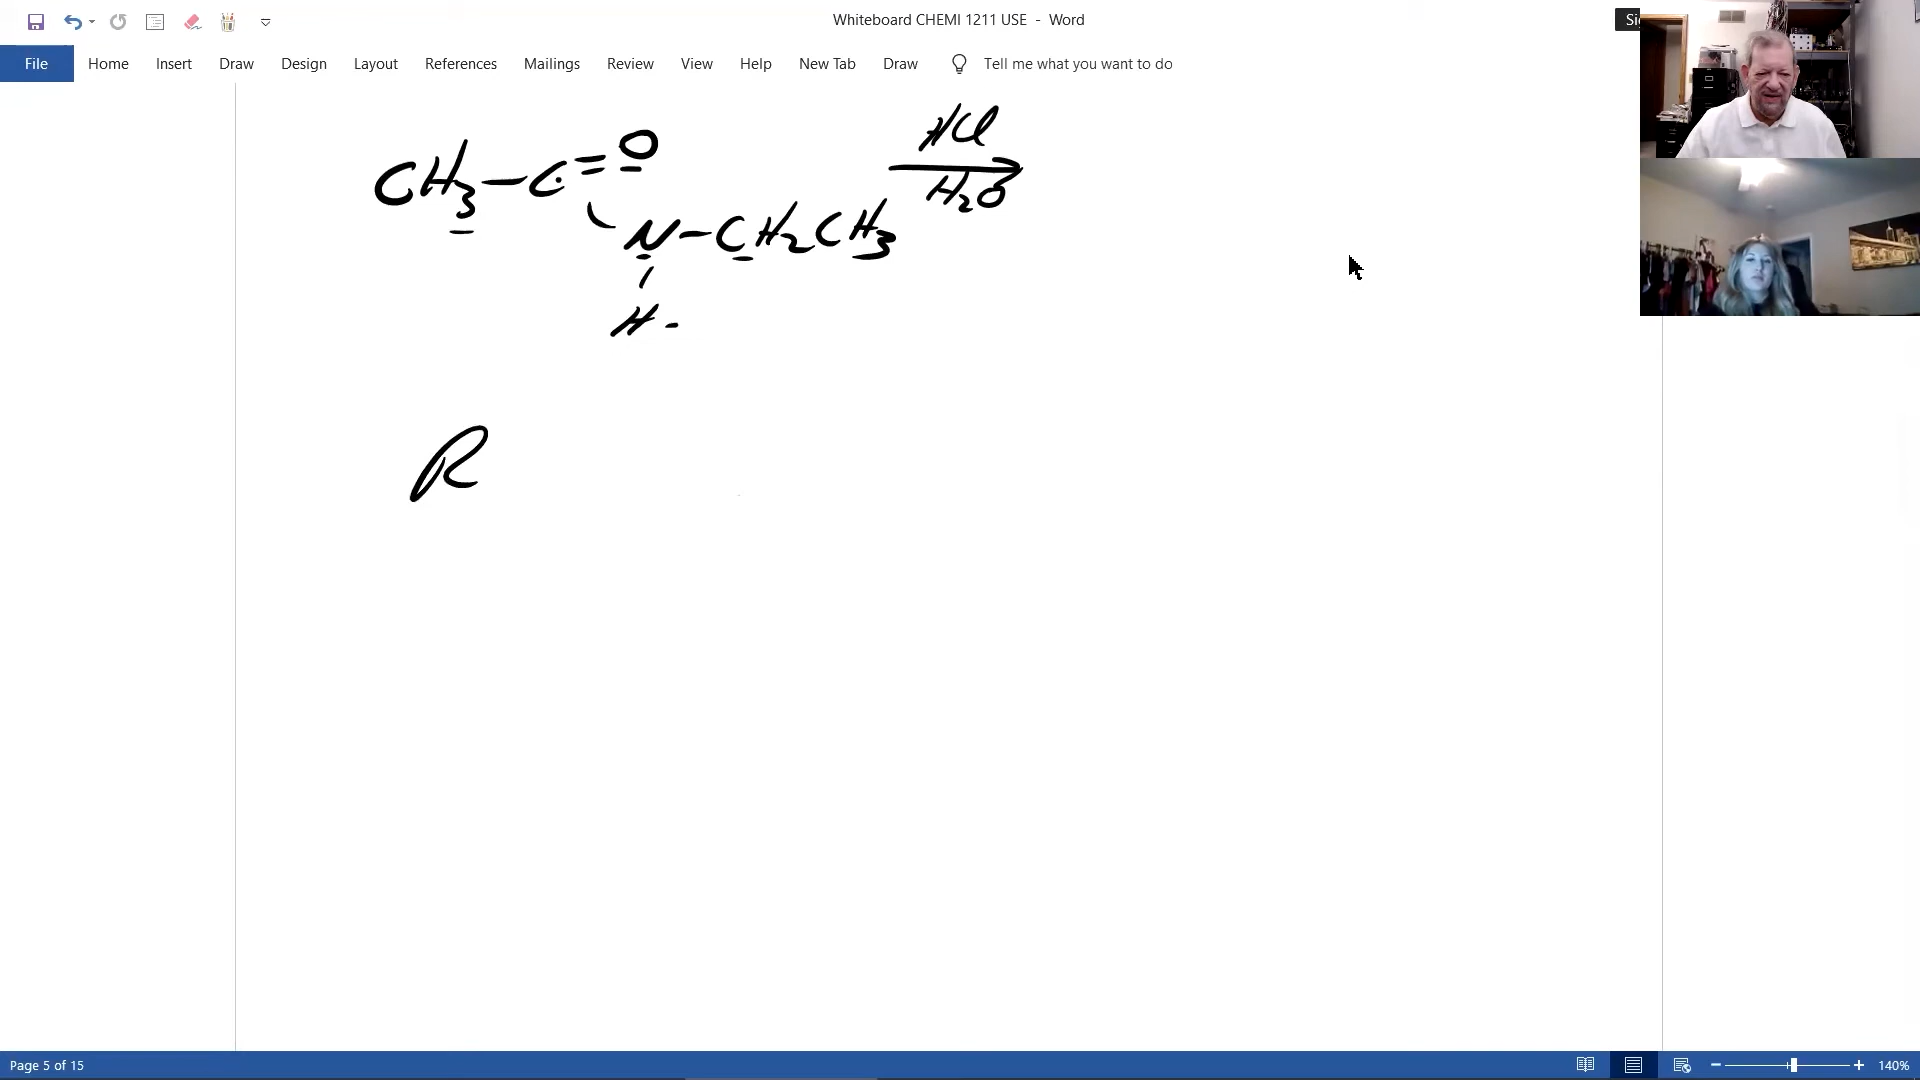 Whiteboard CHEMI 1211 USE - Word
Si
File Home Insert Draw Design Layout References Mailings Review View Help New Tab Draw Tell me what you want to do
HCl
CH3-C=O
H2O
N-CH2CH3
H
R
Page 5 of 15
140%